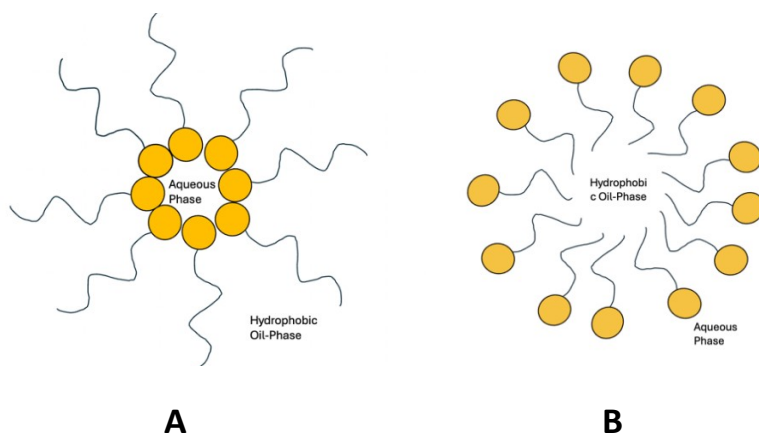 Aqueous
Phase
Hydrophobic
Oil-Phase
A
Hydrophobi
c Oil-Phase
Aqueous
Phase
B